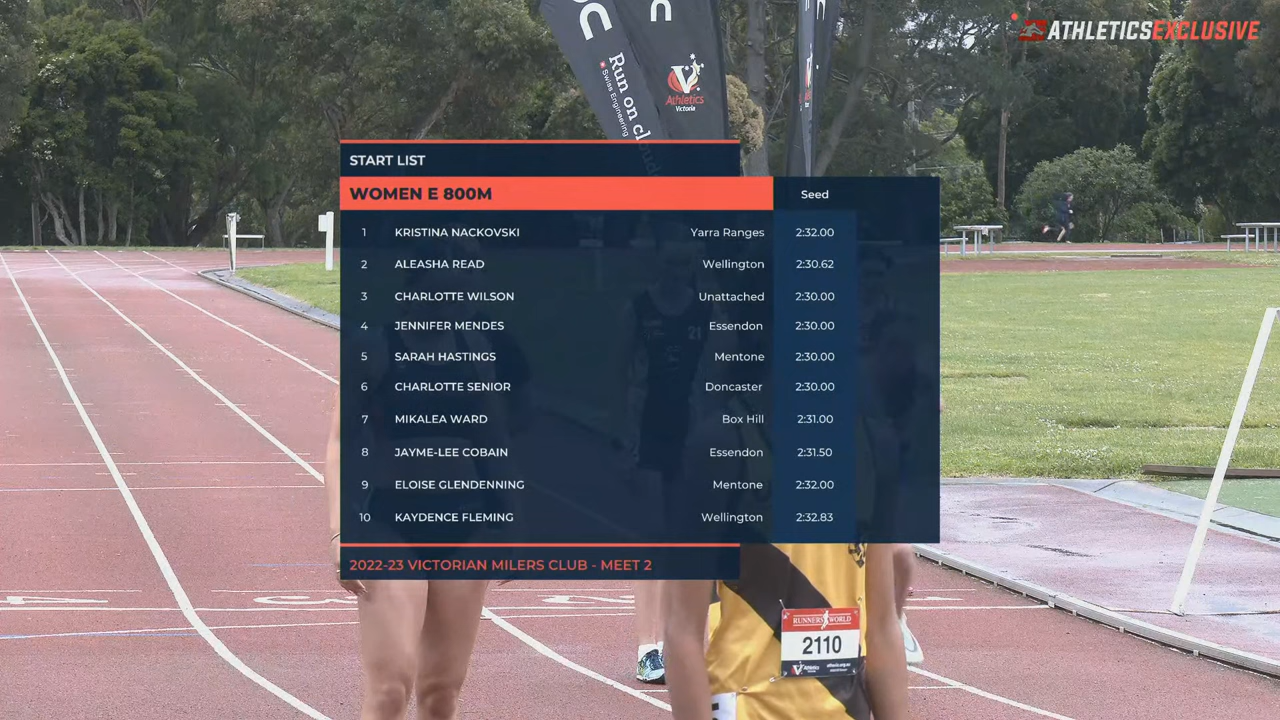 ATHLETICSEXCLUSIVE
Run on clouds
Swiss Engineering
Athletics
Victoria
START LIST
WOMEN E 800M Seed
1 KRISTINA NACKOVSKI Yarra Ranges 2:32.00
2 ALEASHA READ Wellington 2:30.62
3 CHARLOTTE WILSON Unattached 2:30.00
4 JENNIFER MENDES Essendon 2:30.00
5 SARAH HASTINGS Mentone 2:30.00
6 CHARLOTTE SENIOR Doncaster 2:30.00
7 MIKALEA WARD Box Hill 2:31.00
8 JAYME-LEE COBAIN Essendon 2:31.50
9 ELOISE GLENDENNING Mentone 2:32.00
10 KAYDENCE FLEMING Wellington 2:32.83
2022-23 VICTORIAN MILERS CLUB - MEET 2
4 3 2
RUNNERS WORLD
2110